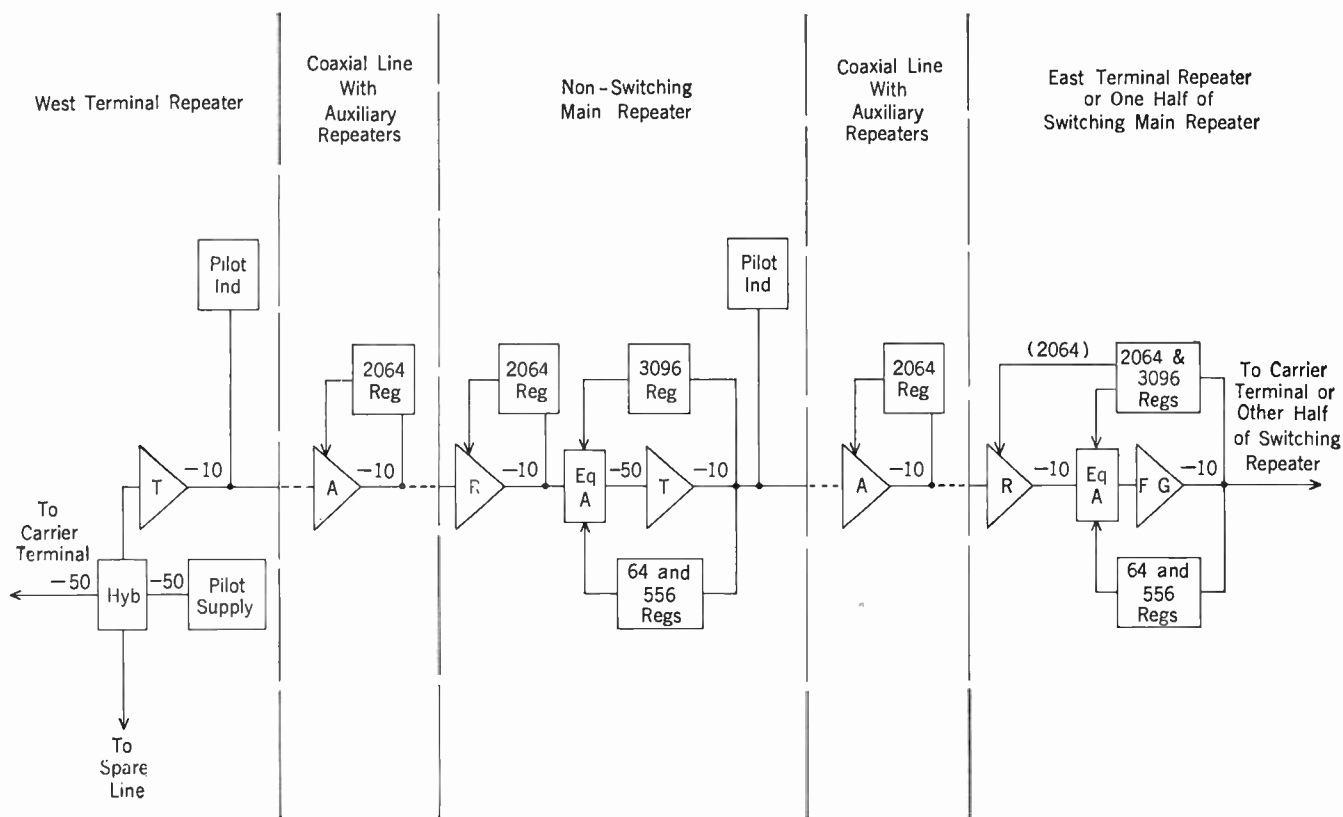 West Terminal Repeater
Coaxial Line
With
Auxiliary
Repeaters
Non-Switching
Main Repeater
Coaxial Line
With
Auxiliary
Repeaters
East Terminal Repeater
or One Half of
Switching Main Repeater
Pilot
Ind
Pilot
Ind
2064
Reg
2064
Reg
3096
Reg
2064
Reg
(2064)
2064 &
3096
Regs
To Carrier
Terminal or
Other Half
of Switching
Repeater
T
-10
A
-10
R
-10
Eq
A
-50
T
-10
A
-10
R
-10
Eq
A
FG
-10
To
Carrier
Terminal
-50
Hyb
-50
Pilot
Supply
64 and
556
Regs
64 and
556
Regs
To
Spare
Line